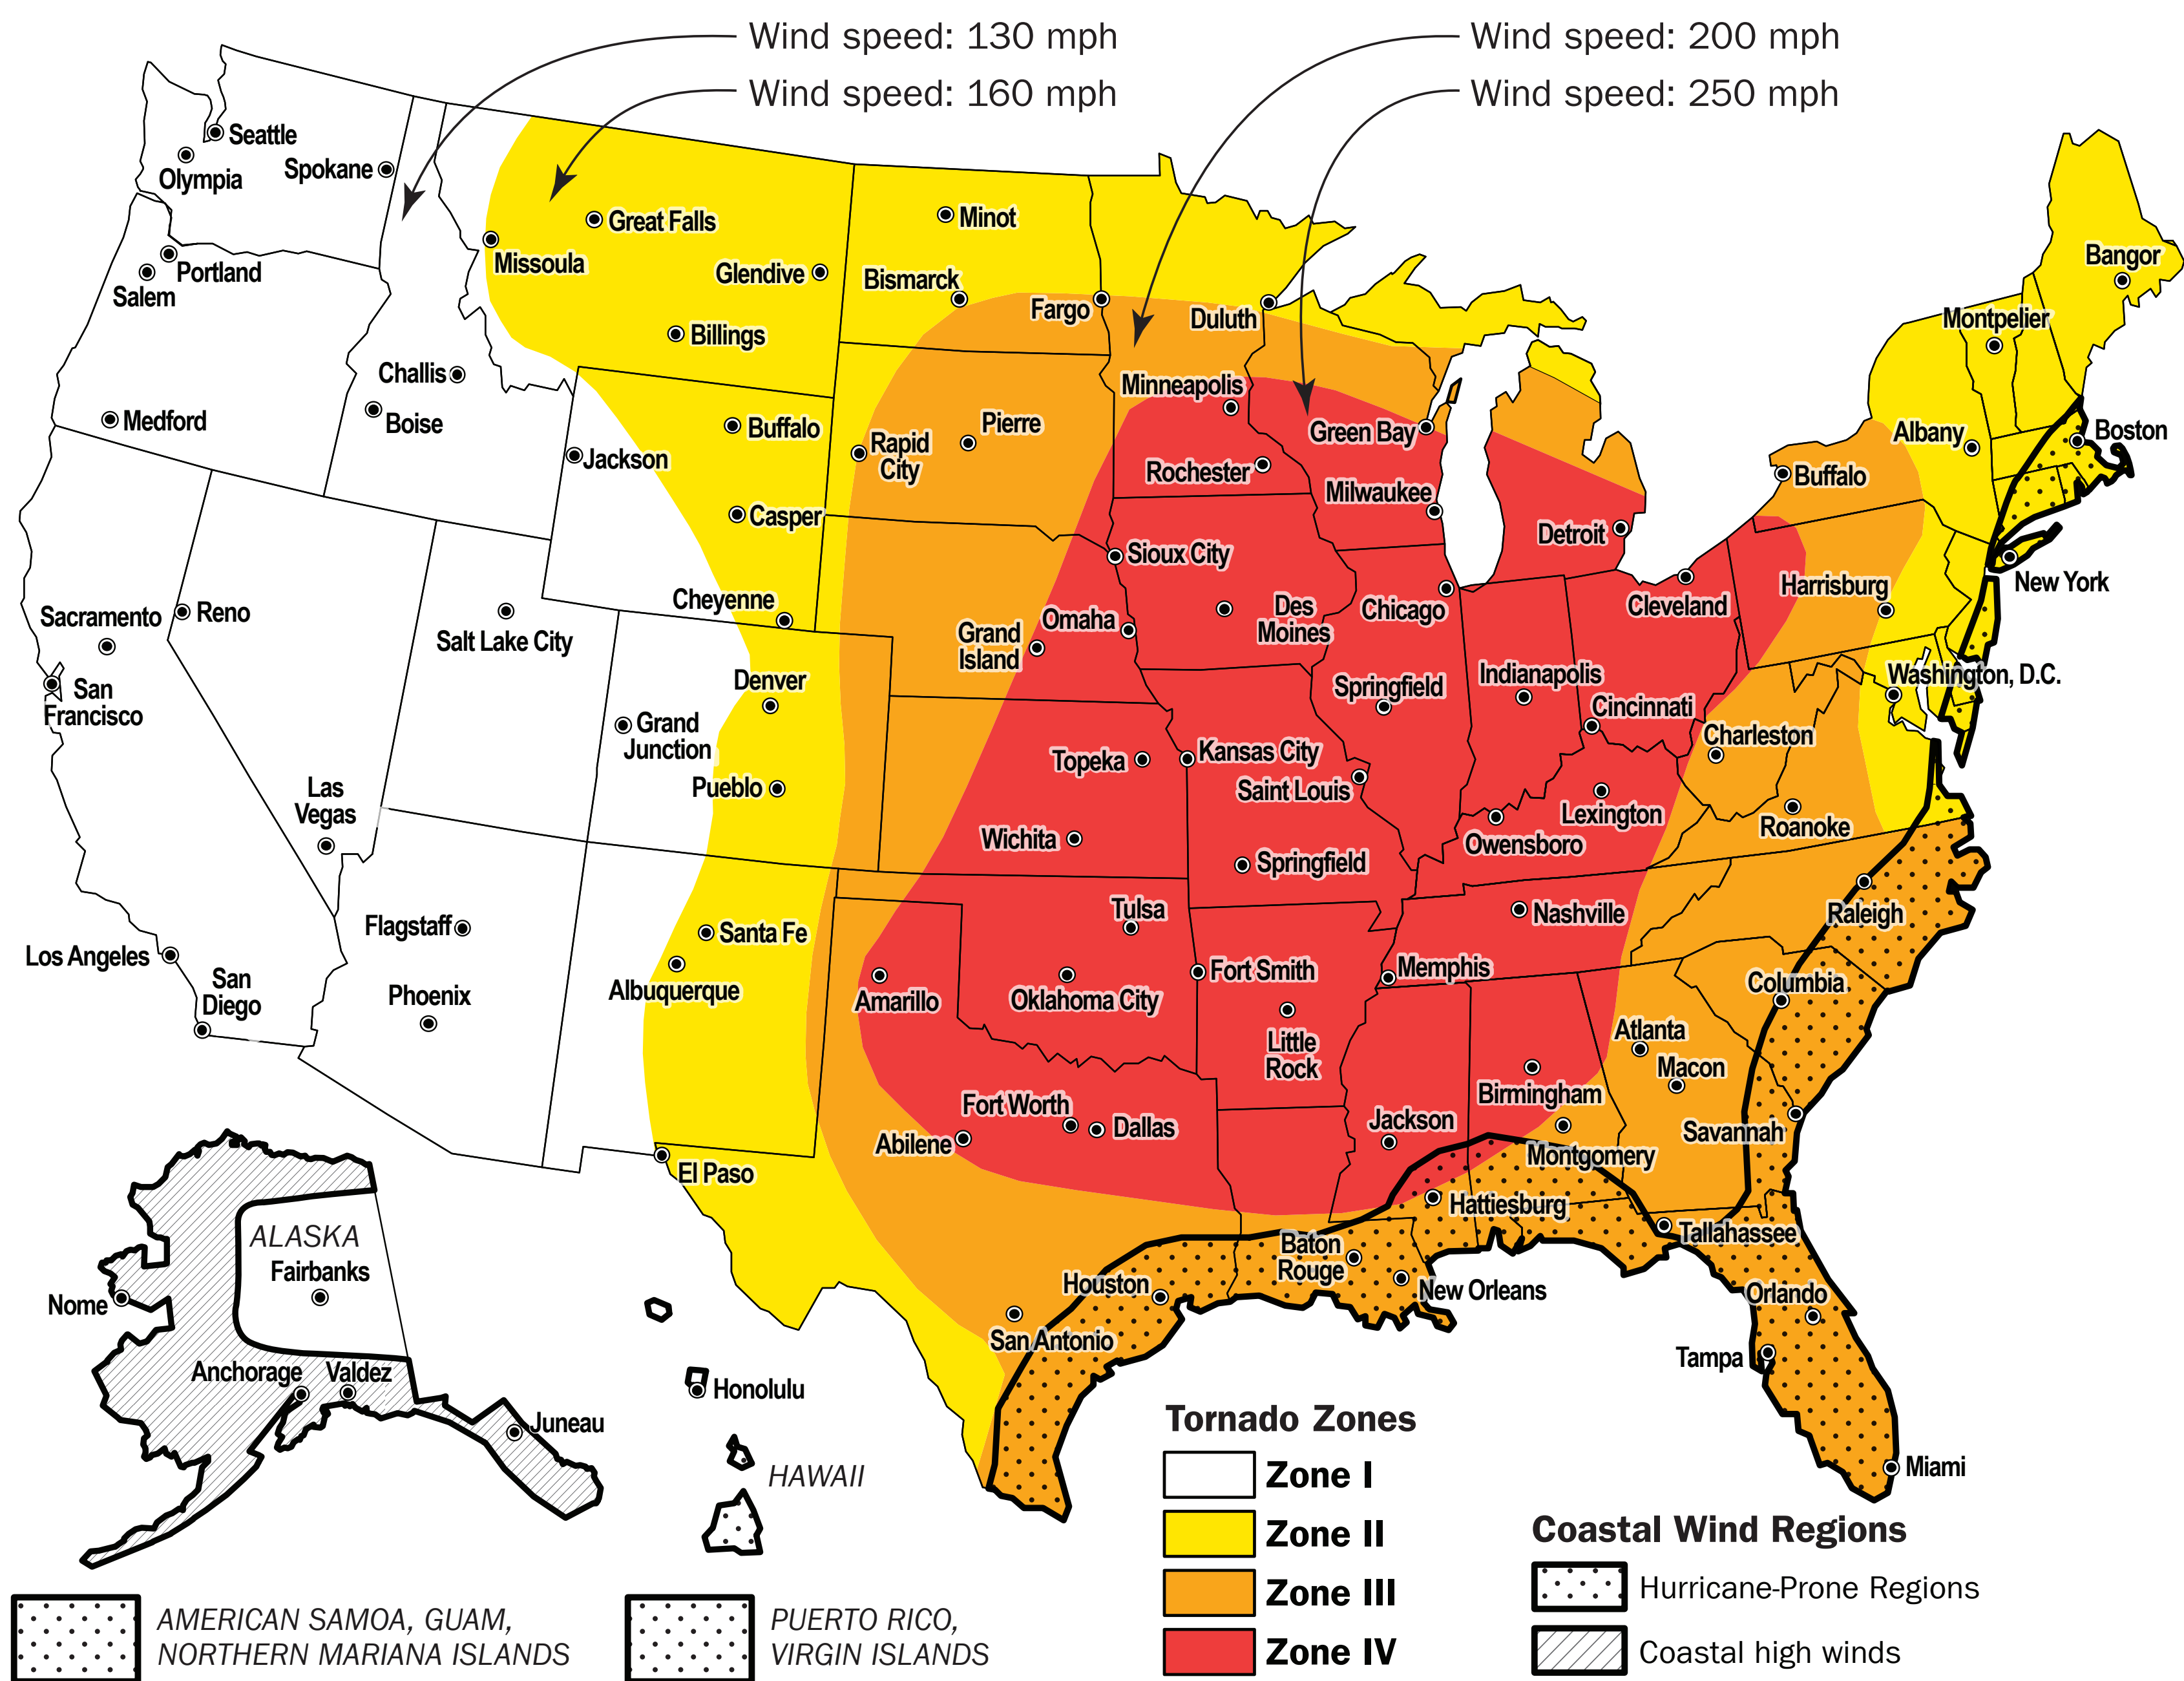 Wind speed: 130 mph
Wind speed: 160 mph
Wind speed: 200 mph
Wind speed: 250 mph
Seattle
Olympia
Spokane
Portland
Salem
Medford
Great Falls
Missoula
Glendive
Billings
Challis
Boise
Minot
Bismarck
Fargo
Duluth
Bangor
Montpelier
Minneapolis
Green Bay
Rochester
Milwaukee
Buffalo
Jackson
Casper
Cheyenne
Rapid
City
Pierre
Albany
Boston
Buffalo
Detroit
New York
Sioux City
Cleveland
Harrisburg
Sacramento
Reno
San
Francisco
Salt Lake City
Grand
Island
Omaha
Des
Moines
Chicago
Denver
Grand
Junction
Pueblo
Springfield
Indianapolis
Cincinnati
Washington, D.C.
Charleston
Topeka
Kansas City
Saint Louis
Lexington
Owensboro
Roanoke
Las
Vegas
Wichita
Springfield
Los Angeles
San
Diego
Flagstaff
Phoenix
Santa Fe
Albuquerque
Tulsa
Amarillo
Oklahoma City
Fort Smith
Little
Rock
Nashville
Memphis
Raleigh
Columbia
Atlanta
Macon
Savannah
Birmingham
Montgomery
Jackson
Fort Worth
Dallas
Abilene
El Paso
Hattiesburg
Tallahassee
Baton
Rouge
New Orleans
Houston
San Antonio
Orlando
Tampa
Miami
ALASKA
Fairbanks
Nome
Anchorage
Valdez
Juneau
Honolulu
HAWAII
AMERICAN SAMOA, GUAM,
NORTHERN MARIANA ISLANDS
PUERTO RICO,
VIRGIN ISLANDS
Tornado Zones
Zone I
Zone II
Zone III
Zone IV
Coastal Wind Regions
Hurricane-Prone Regions
Coastal high winds